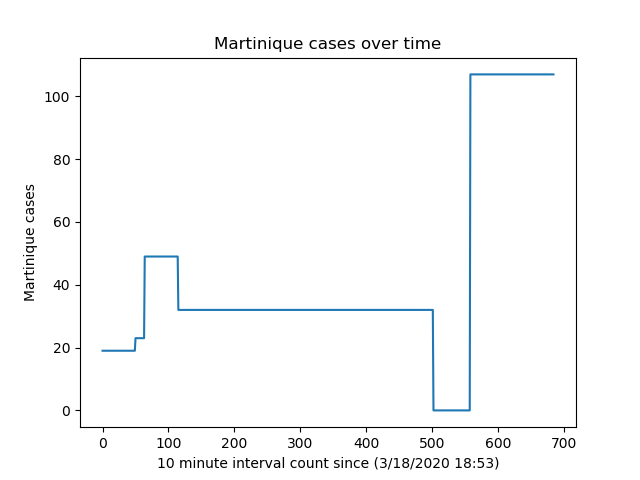 Martinique cases over time
Martinique cases
100
80
60
40
20
0
0 100 200 300 400 500 600 700
10 minute interval count since (3/18/2020 18:53)